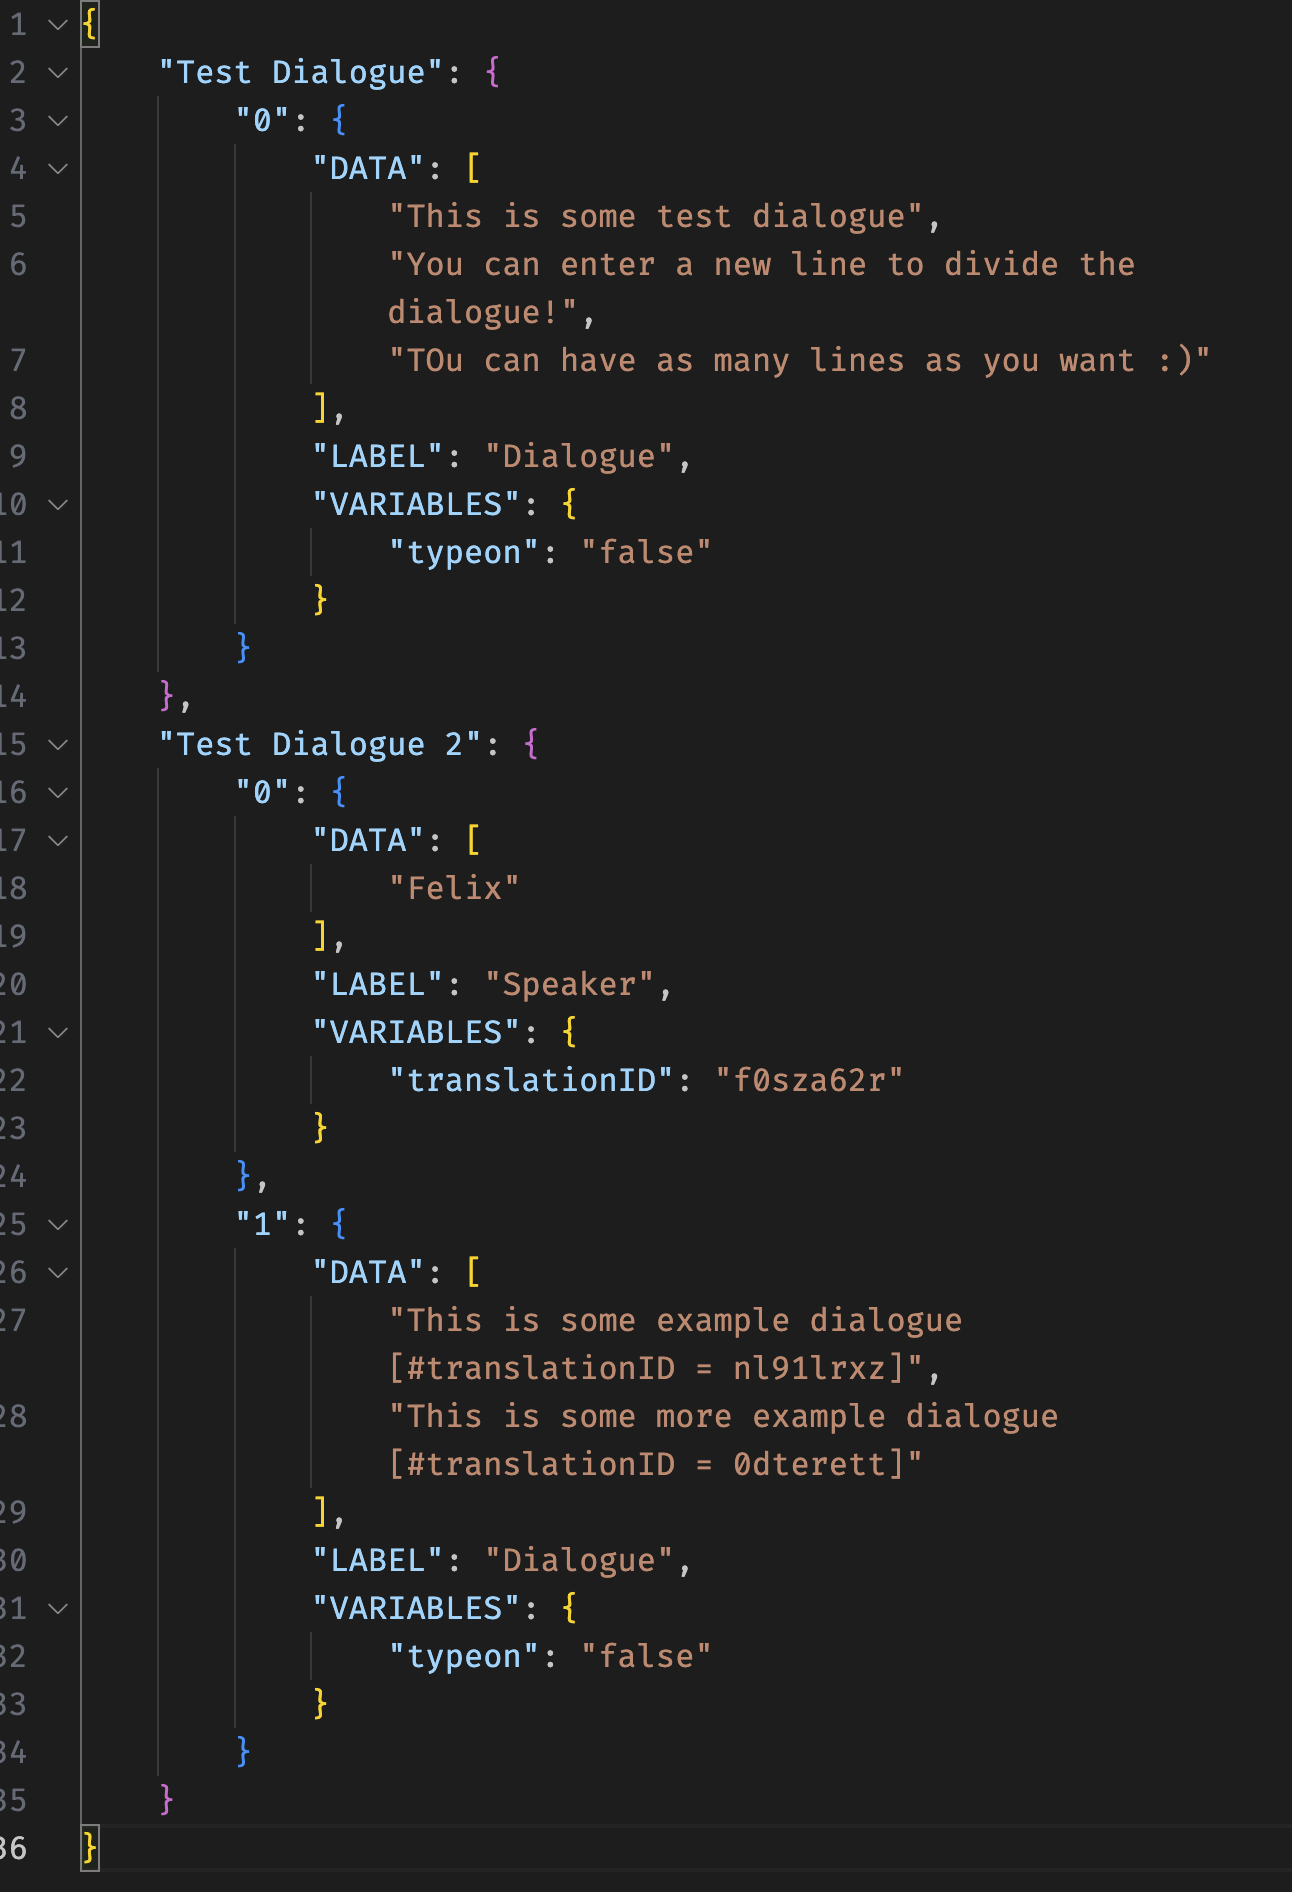 1 {
2 "Test Dialogue": {
3 "0": {
4 "DATA": [
5 "This is some test dialogue",
6 "You can enter a new line to divide the
dialogue!",
7 "TOu can have as many lines as you want :)"
8 ],
9 "LABEL": "Dialogue",
10 "VARIABLES": {
11 "typeon": "false"
12 }
13 }
14 },
15 "Test Dialogue 2": {
16 "0": {
17 "DATA": [
18 "Felix"
19 ],
20 "LABEL": "Speaker",
21 "VARIABLES": {
22 "translationID": "f0sza62r"
23 }
24 },
25 "1": {
26 "DATA": [
27 "This is some example dialogue
[#translationID = nl91lrxz]",
28 "This is some more example dialogue
[#translationID = 0dterett]"
29 ],
30 "LABEL": "Dialogue",
31 "VARIABLES": {
32 "typeon": "false"
33 }
34 }
35 }
36 }